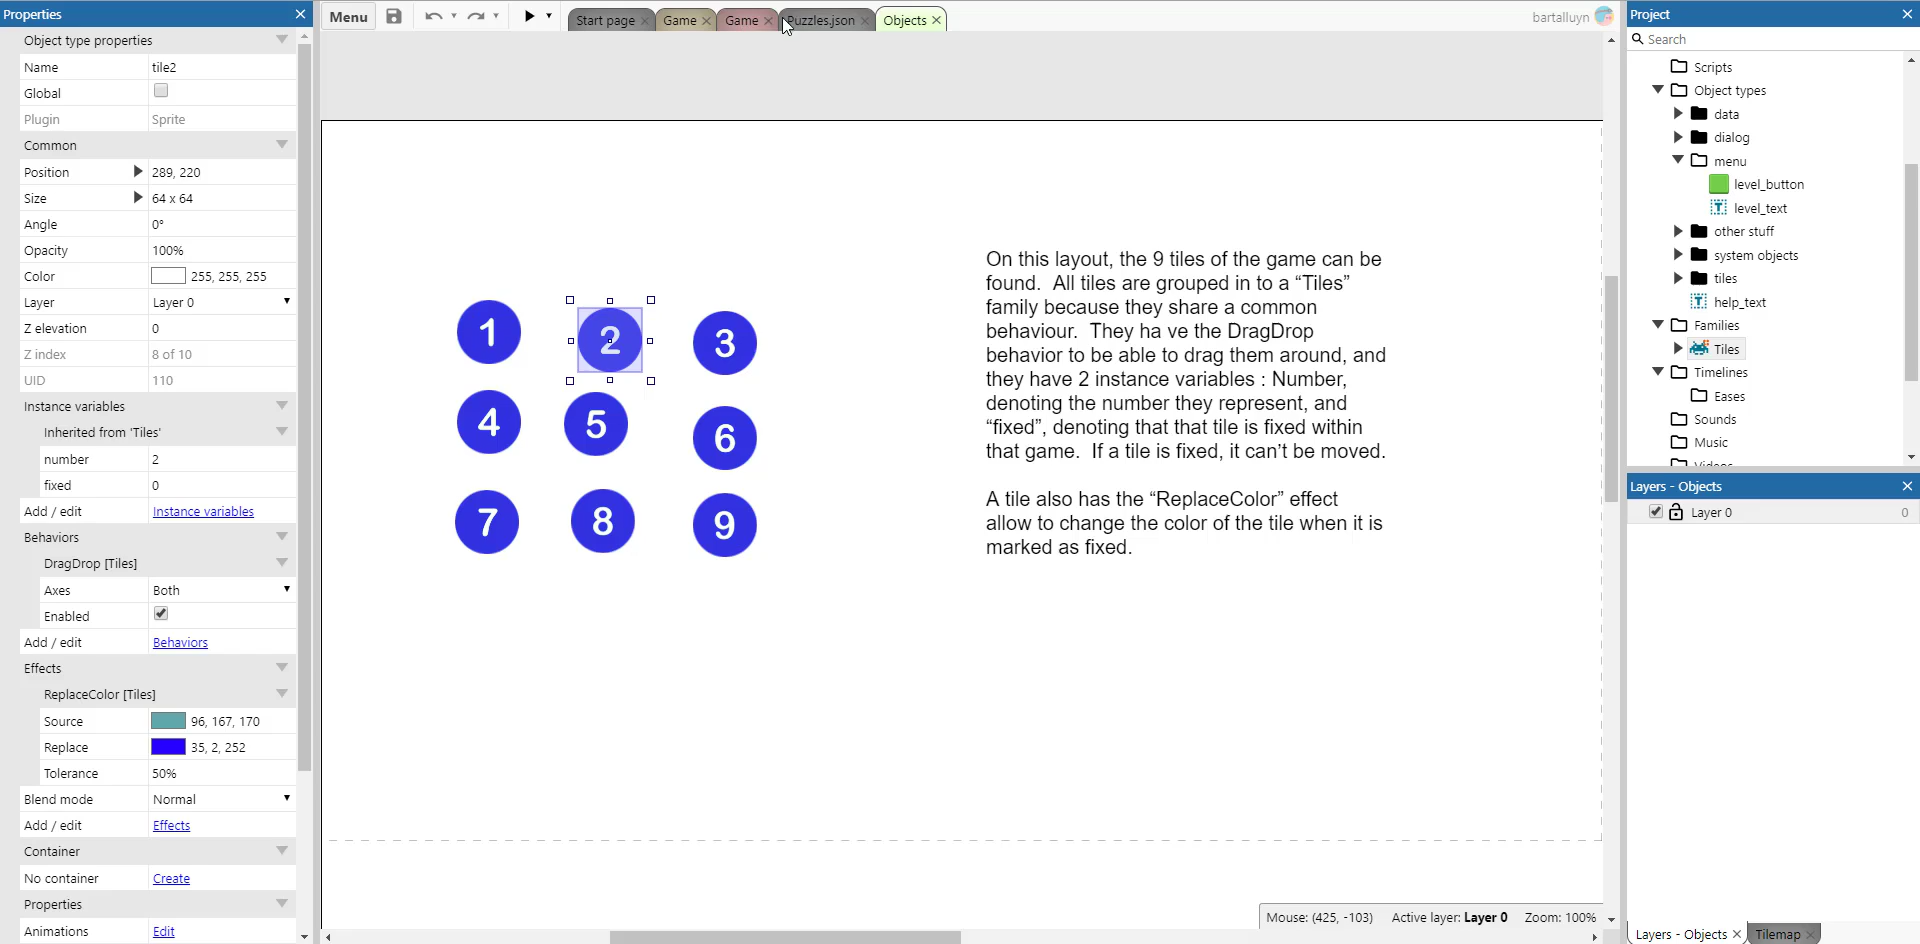 Properties
Object type properties
Name tile2
Global
Plugin Sprite
Common
Position 289, 220
Size 64 x 64
Angle 0°
Opacity 100%
Color 255, 255, 255
Layer Layer 0
Z elevation 0
Z index 8 of 10
UID 110
Instance variables
Inherited from 'Tiles'
number 2
fixed 0
Add / edit Instance variables
Behaviors
DragDrop [Tiles]
Axes Both
Enabled
Add / edit Behaviors
Effects
ReplaceColor [Tiles]
Source 96, 167, 170
Replace 35, 2, 252
Tolerance 50%
Blend mode Normal
Add / edit Effects
Container
No container Create
Properties
Animations Edit
Menu
Start page Game Game Puzzles.json Objects
bartalluyn
1 2 3
4 5 6
7 8 9
On this layout, the 9 tiles of the game can be
found. All tiles are grouped in to a “Tiles”
family because they share a common
behaviour. They ha ve the DragDrop
behavior to be able to drag them around, and
they have 2 instance variables : Number,
denoting the number they represent, and
“fixed”, denoting that that tile is fixed within
that game. If a tile is fixed, it can’t be moved.
A tile also has the “ReplaceColor” effect
allow to change the color of the tile when it is
marked as fixed.
Mouse: (425, -103) Active layer: Layer 0 Zoom: 100%
Project
Search
Scripts
Object types
data
dialog
menu
level_button
level_text
other stuff
system objects
tiles
help_text
Families
Tiles
Timelines
Eases
Sounds
Music
Videos
Layers - Objects
Layer 0 0
Layers - Objects Tilemap